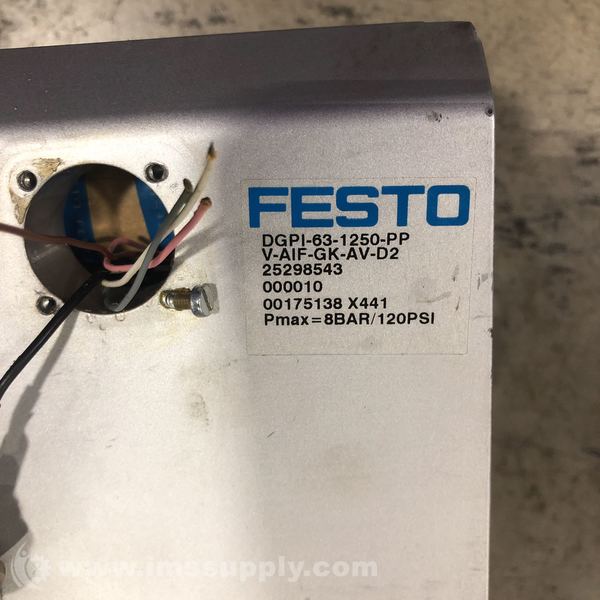 FESTO
DGPI-63-1250-PP
V-AIF-GK-AV-D2
25298543
000010
00175138 X441
Pmax=8BAR/120PSI
www.imssupply.com